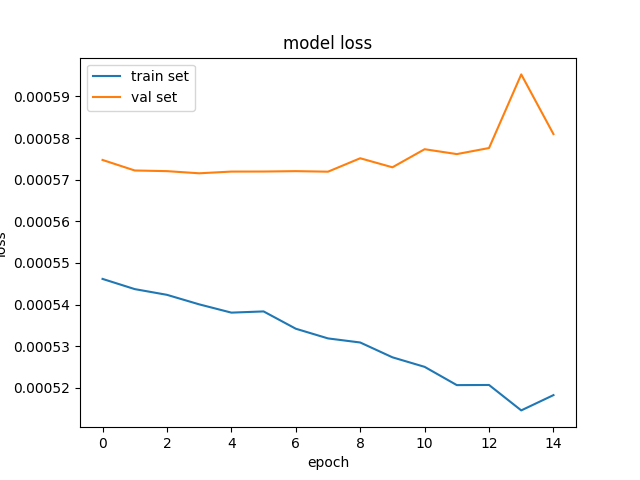 model loss
train set
val set
0.00059
0.00058
0.00057
0.00056
0.00055
0.00054
0.00053
0.00052
loss
0 2 4 6 8 10 12 14
epoch